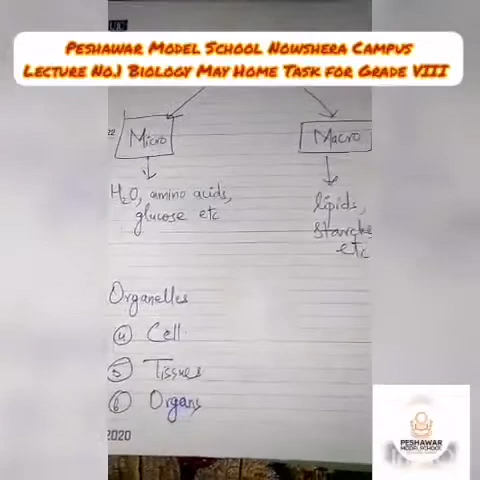 Peshawar Model School Nowshera Campus
Lecture No.1 Biology May Home Task for Grade VIII
Micro
Macro
H₂O, amino acids,
glucose etc
lipids,
starche
etc
Organelles
④ Cell
⑤ Tissues
⑥ Organs
2020
PESHAWAR
MODEL SCHOOL